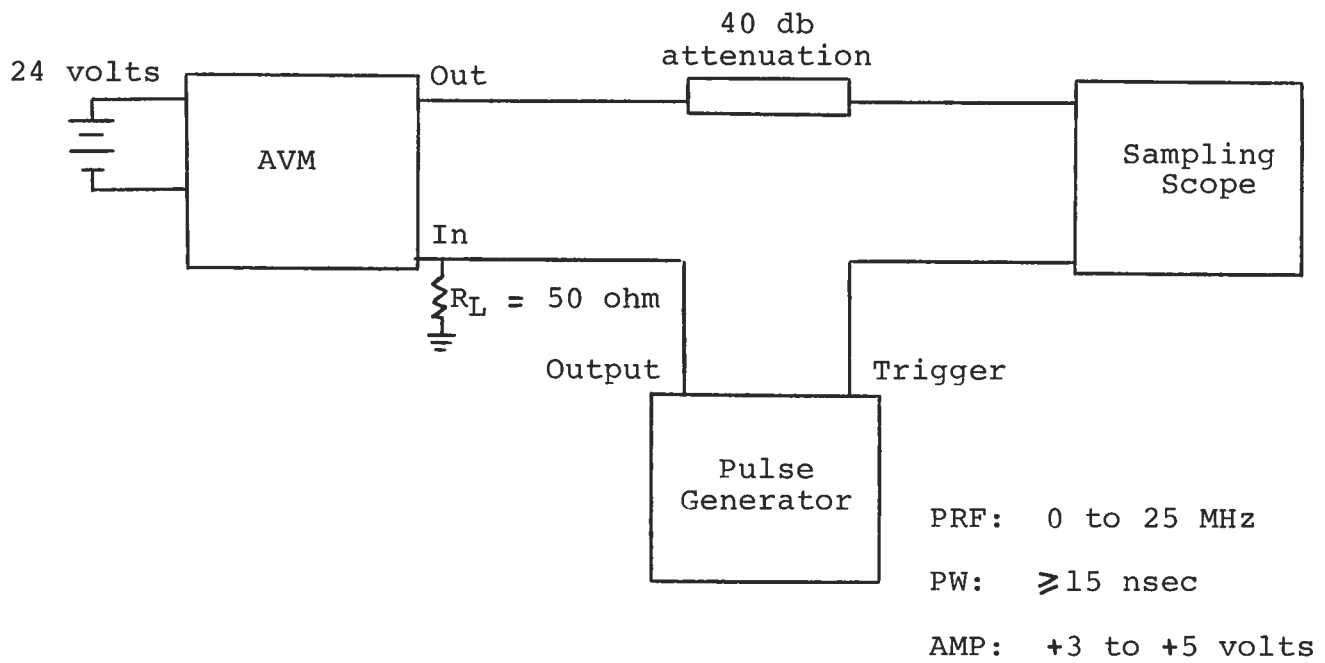 40 db
attenuation
24 volts
Out
AVM
Sampling
Scope
In
RL = 50 ohm
Output
Trigger
Pulse
Generator
PRF: 0 to 25 MHz
PW: ⩾15 nsec
AMP: +3 to +5 volts